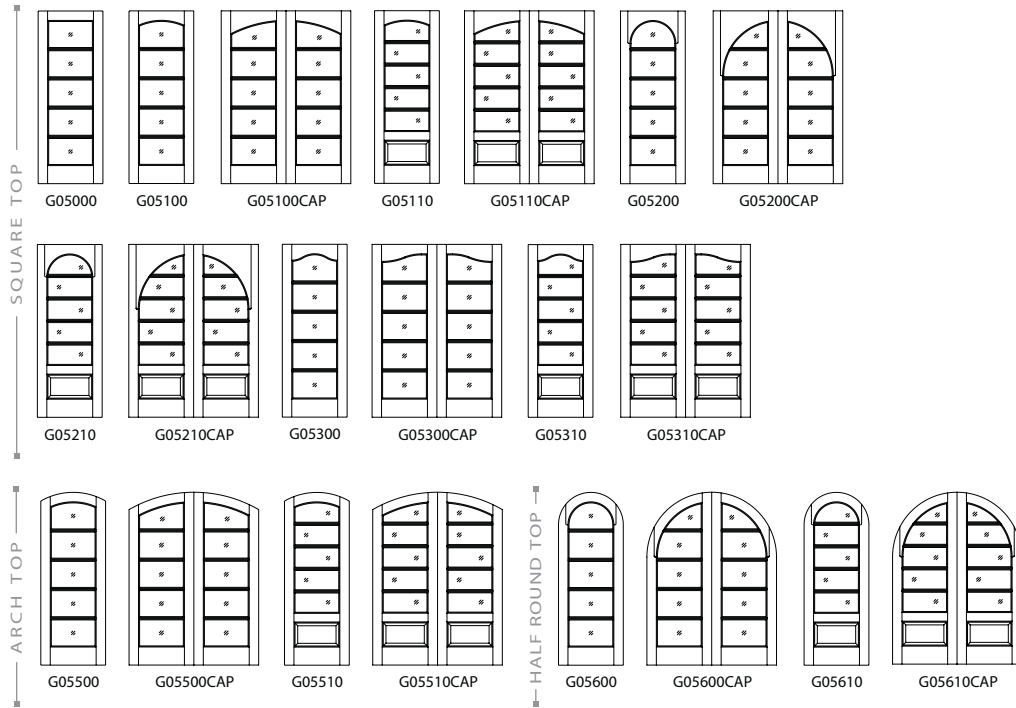 SQUARE TOP
G05000 G05100 G05100CAP G05110 G05110CAP G05200 G05200CAP
G05210 G05210CAP G05300 G05300CAP G05310 G05310CAP
ARCH TOP
G05500 G05500CAP G05510 G05510CAP
HALF ROUND TOP
G05600 G05600CAP G05610 G05610CAP